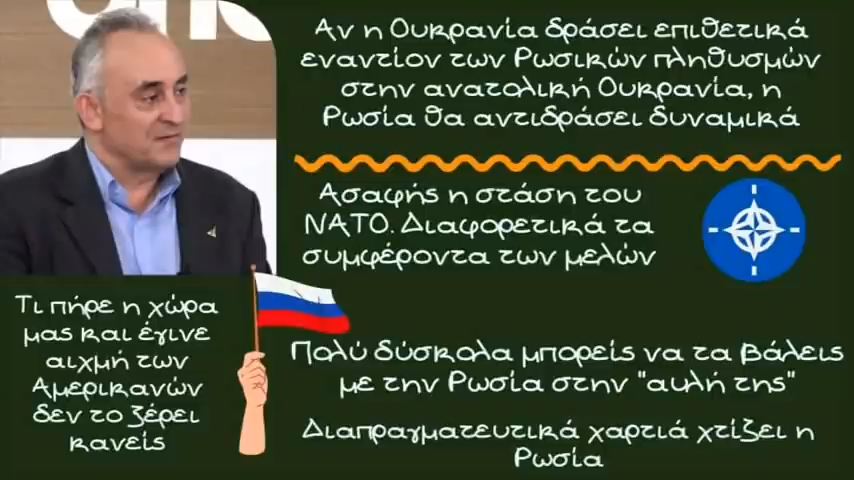 Αν η Ουκρανία δράσει επιθετικά
εναντίον των Ρωσικών πληθυσμών
στην ανατολική Ουκρανία, η
Ρωσία θα αντιδράσει δυναμικά
Ασαφής η στάση του
ΝΑΤΟ. Διαφορετικά τα
συμφέροντα των μελών
Τι πήρε η χώρα
μας και έγινε
αιχμή των
Αμερικανών
δεν το ξέρει
κανείς
Πολύ δύσκολα μπορείς να τα βάλεις
με την Ρωσία στην "αυλή της"
Διαπραγματευτικά χαρτιά χτίζει η
Ρωσία